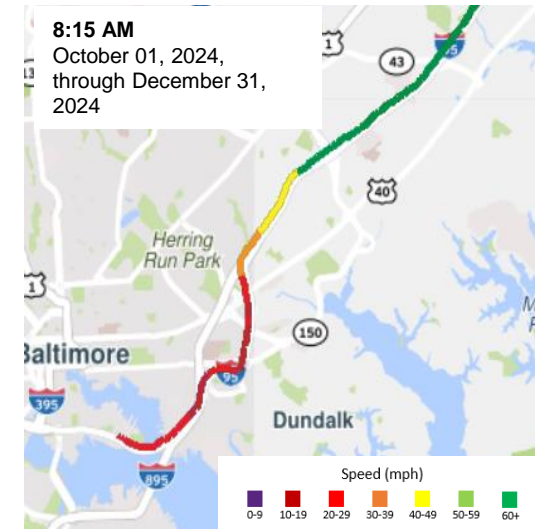 8:15 AM
October 01, 2024,
through December 31,
2024
1
95
43
40
Herring
Run Park
1
150
Baltimore
95
395
Dundalk
895
Speed (mph)
0-9 10-19 20-29 30-39 40-49 50-59 60+